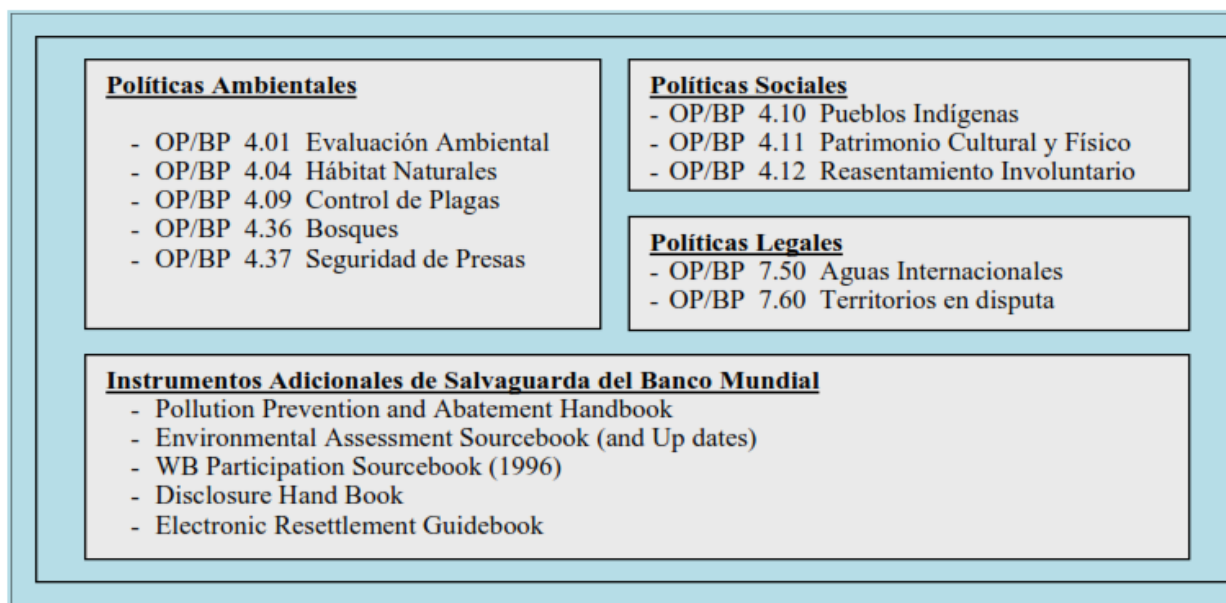 Políticas Ambientales
- OP/BP 4.01 Evaluación Ambiental
- OP/BP 4.04 Hábitat Naturales
- OP/BP 4.09 Control de Plagas
- OP/BP 4.36 Bosques
- OP/BP 4.37 Seguridad de Presas
Políticas Sociales
- OP/BP 4.10 Pueblos Indígenas
- OP/BP 4.11 Patrimonio Cultural y Físico
- OP/BP 4.12 Reasentamiento Involuntario
Políticas Legales
- OP/BP 7.50 Aguas Internacionales
- OP/BP 7.60 Territorios en disputa
Instrumentos Adicionales de Salvaguarda del Banco Mundial
- Pollution Prevention and Abatement Handbook
- Environmental Assessment Sourcebook (and Up dates)
- WB Participation Sourcebook (1996)
- Disclosure Hand Book
- Electronic Resettlement Guidebook